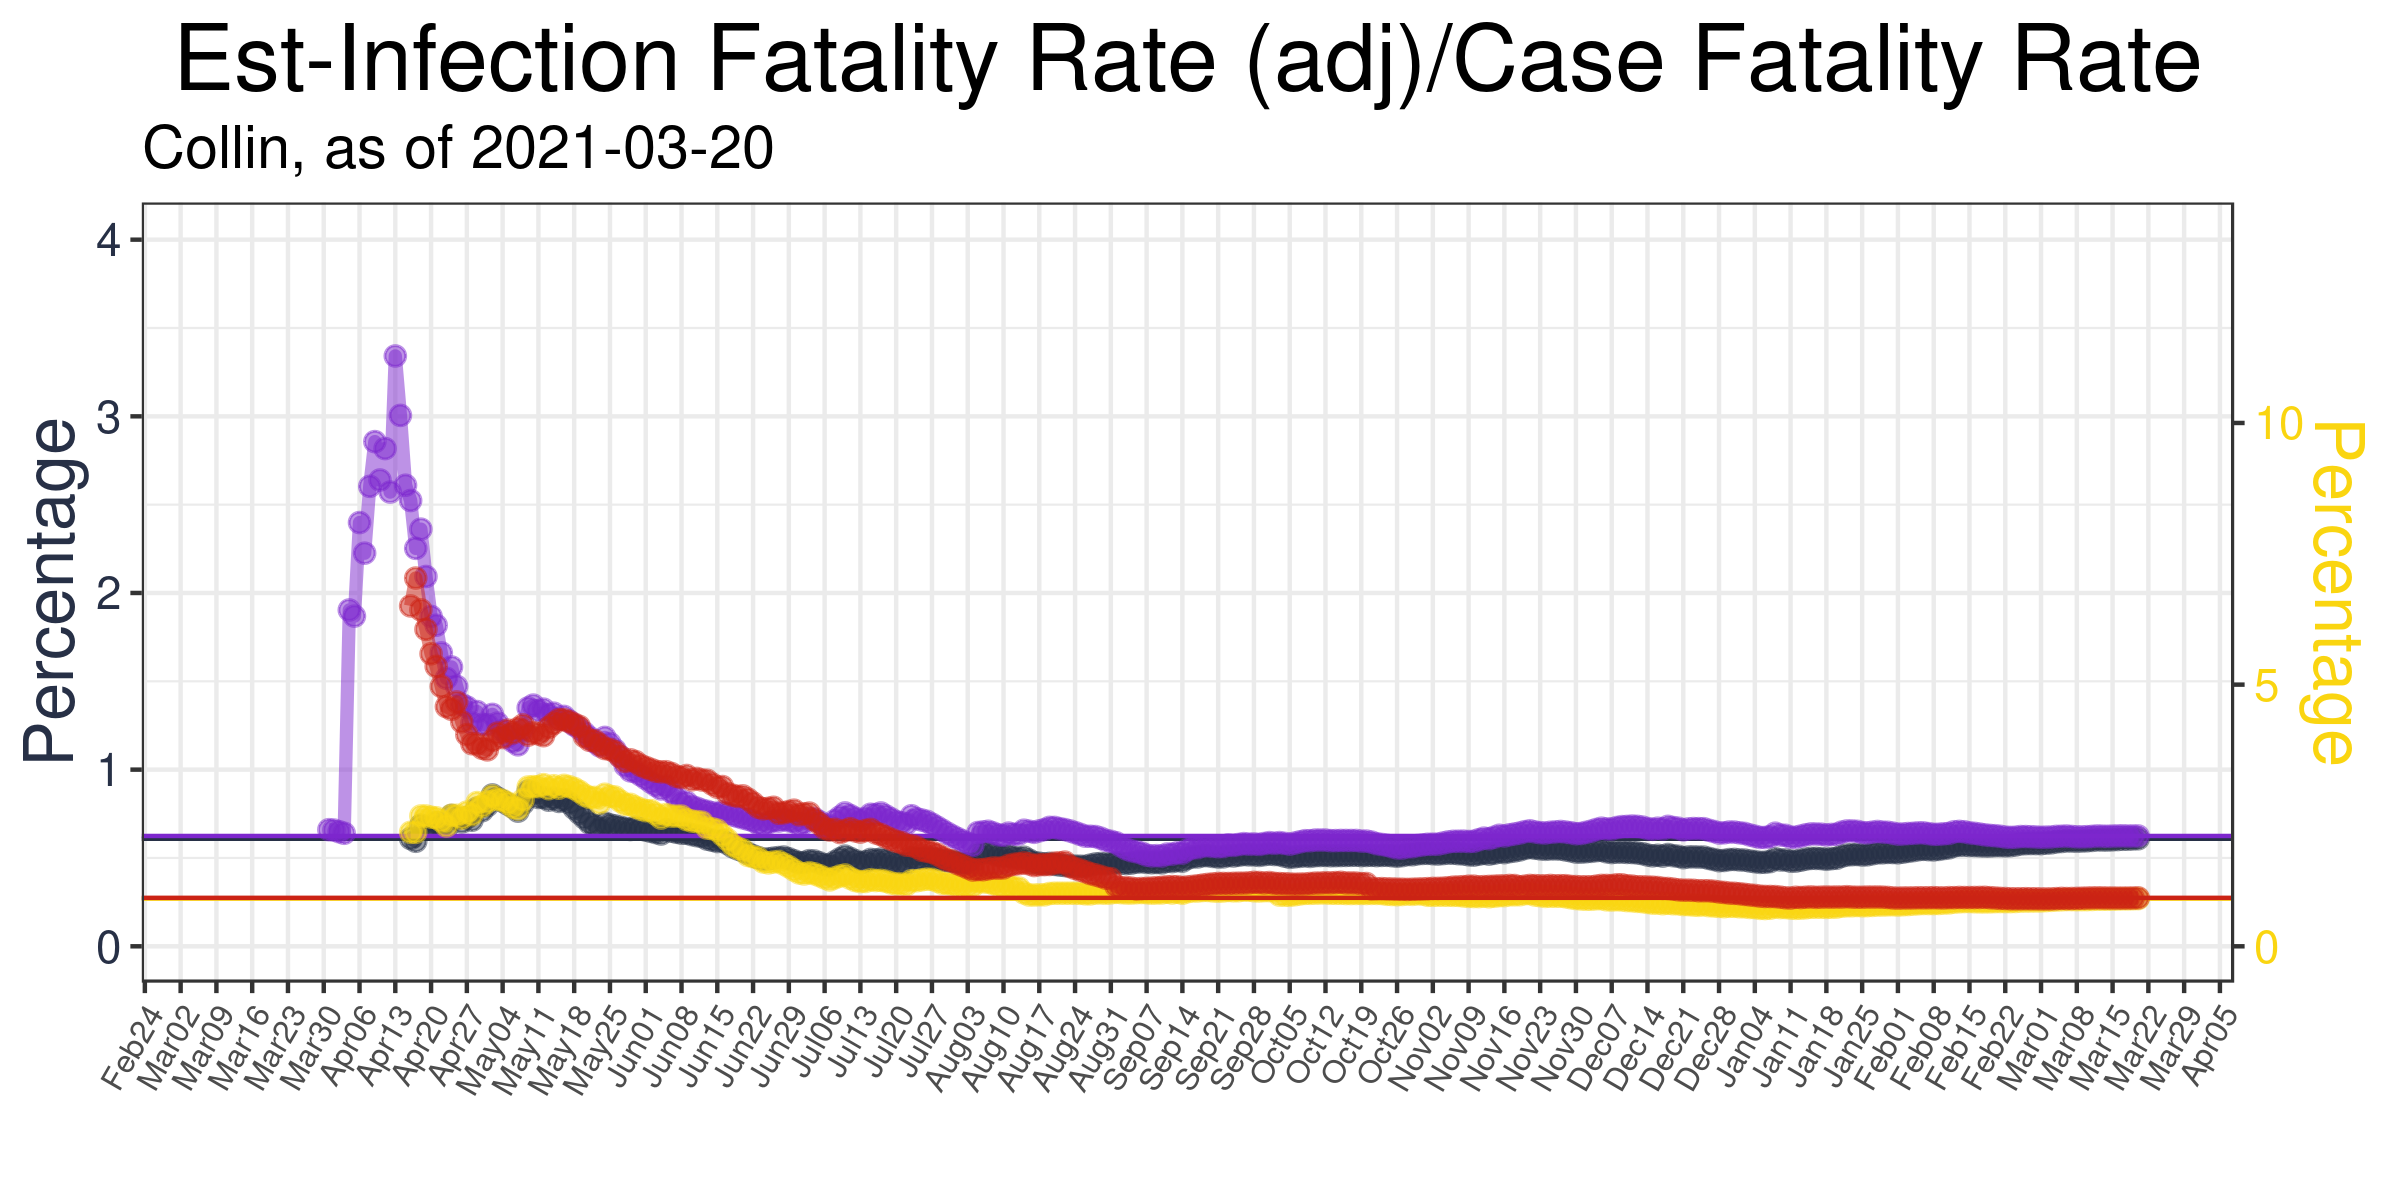 Est-Infection Fatality Rate (adj)/Case Fatality Rate
Collin, as of 2021-03-20
Percentage
4
3
2
1
0
10
5
0
Percentage
Feb24 Mar02 Mar09 Mar16 Mar23 Mar30 Apr06 Apr13 Apr20 Apr27 May04 May11 May18 May25 Jun01 Jun08 Jun15 Jun22 Jun29 Jul06 Jul13 Jul20 Jul27 Aug03 Aug10 Aug17 Aug24 Aug31 Sep07 Sep14 Sep21 Sep28 Oct05 Oct12 Oct19 Oct26 Nov02 Nov09 Nov16 Nov23 Nov30 Dec07 Dec14 Dec21 Dec28 Jan04 Jan11 Jan18 Jan25 Feb01 Feb08 Feb15 Feb22 Mar01 Mar08 Mar15 Mar22 Mar29 Apr05